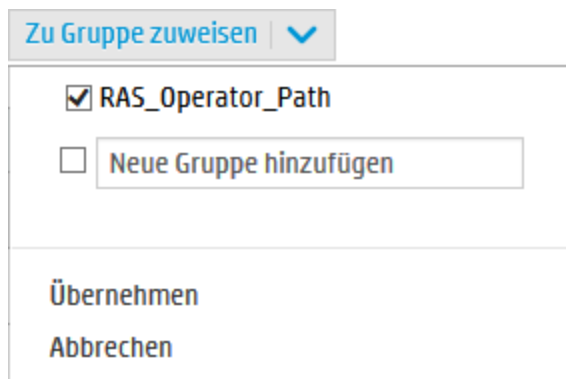 Zu Gruppe zuweisen
RAS_Operator_Path
Neue Gruppe hinzufügen
Übernehmen
Abbrechen